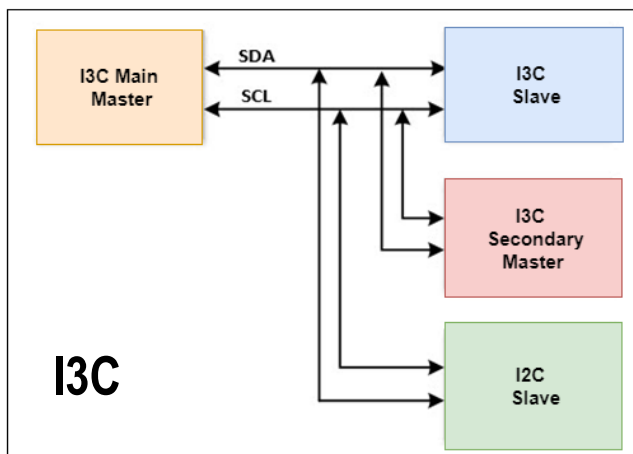 I3C Main
Master
SDA
SCL
I3C
Slave
I3C
Secondary
Master
I2C
Slave
I3C